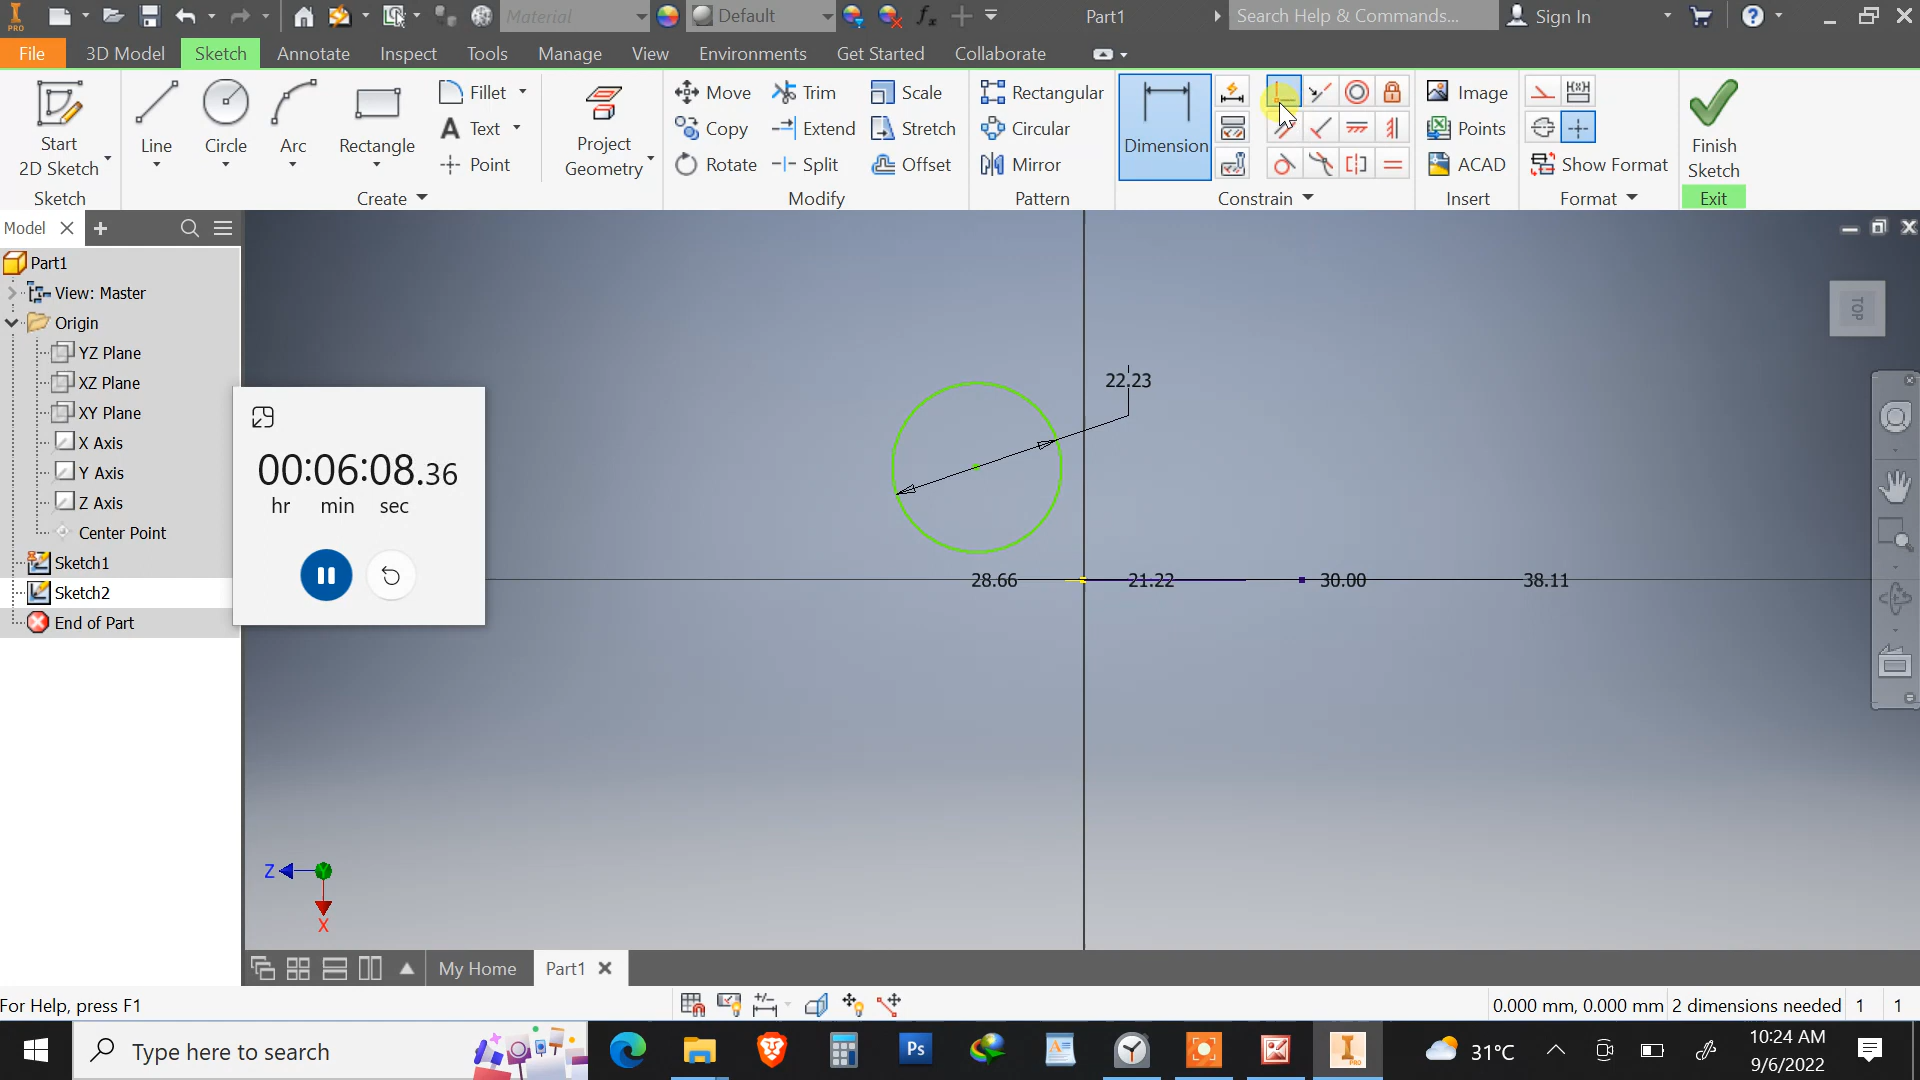 PRO Material Default Part1 Search Help & Commands... Sign In
File 3D Model Sketch Annotate Inspect Tools Manage View Environments Get Started Collaborate
Start
2D Sketch
Line
Circle
Arc
Rectangle
Fillet
Text
Point
Project
Geometry
Move
Copy
Rotate
Trim
Extend
Split
Scale
Stretch
Offset
Rectangular
Circular
Mirror
Dimension
Image
Points
ACAD
Show Format
Finish
Sketch
Sketch Create Modify Pattern Constrain Insert Format Exit
Model
Part1
View: Master
Origin
YZ Plane
XZ Plane
XY Plane
X Axis
Y Axis
Z Axis
Center Point
Sketch1
Sketch2
End of Part
00:06:08.36
hr min sec
22.23
28.66 21.22 30.00 38.11
TOP
Z
X
My Home Part1
For Help, press F1
0.000 mm, 0.000 mm 2 dimensions needed 1 1
Type here to search
Ps
PRO
31°C
10:24 AM
9/6/2022